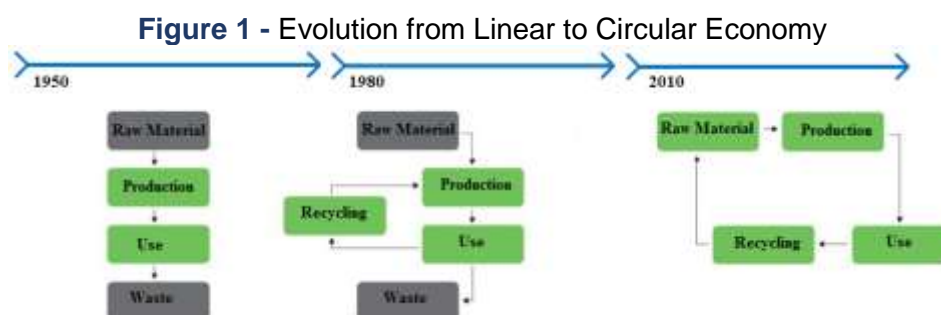 Figure 1 - Evolution from Linear to Circular Economy
1950
1980
2010
Raw Material
Production
Use
Waste
Raw Material
Production
Recycling
Use
Waste
Raw Material
Production
Recycling
Use